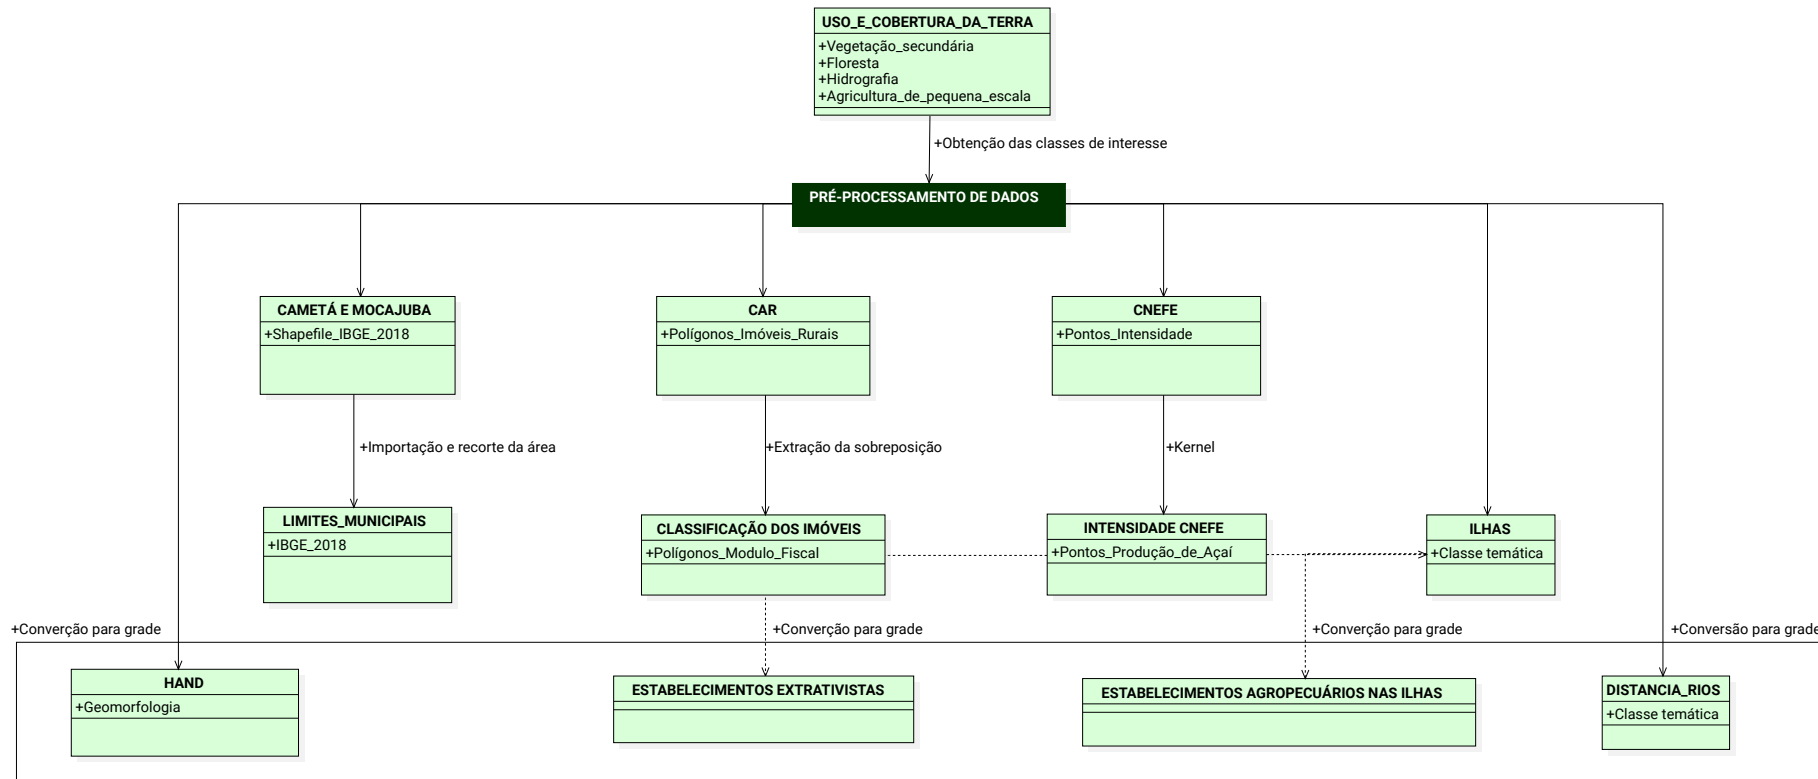 USO_E_COBERTURA_DA_TERRA
+Vegetação_secundária
+Floresta
+Hidrografia
+Agricultura_de_pequena_escala
+Obtenção das classes de interesse
PRÉ-PROCESSAMENTO DE DADOS
CAMETÁ E MOCAJUBA
+Shapefile_IBGE_2018
CAR
+Polígonos_Imóveis_Rurais
CNEFE
+Pontos_Intensidade
+Importação e recorte da área
+Extração da sobreposição
+Kernel
LIMITES_MUNICIPAIS
+IBGE_2018
CLASSIFICAÇÃO DOS IMÓVEIS
+Polígonos_Modulo_Fiscal
INTENSIDADE CNEFE
+Pontos_Produção_de_Açaí
ILHAS
+Classe temática
+Converção para grade
+Converção para grade
+Converção para grade
+Conversão para grade
HAND
+Geomorfologia
ESTABELECIMENTOS EXTRATIVISTAS
ESTABELECIMENTOS AGROPECUÁRIOS NAS ILHAS
DISTANCIA_RIOS
+Classe temática